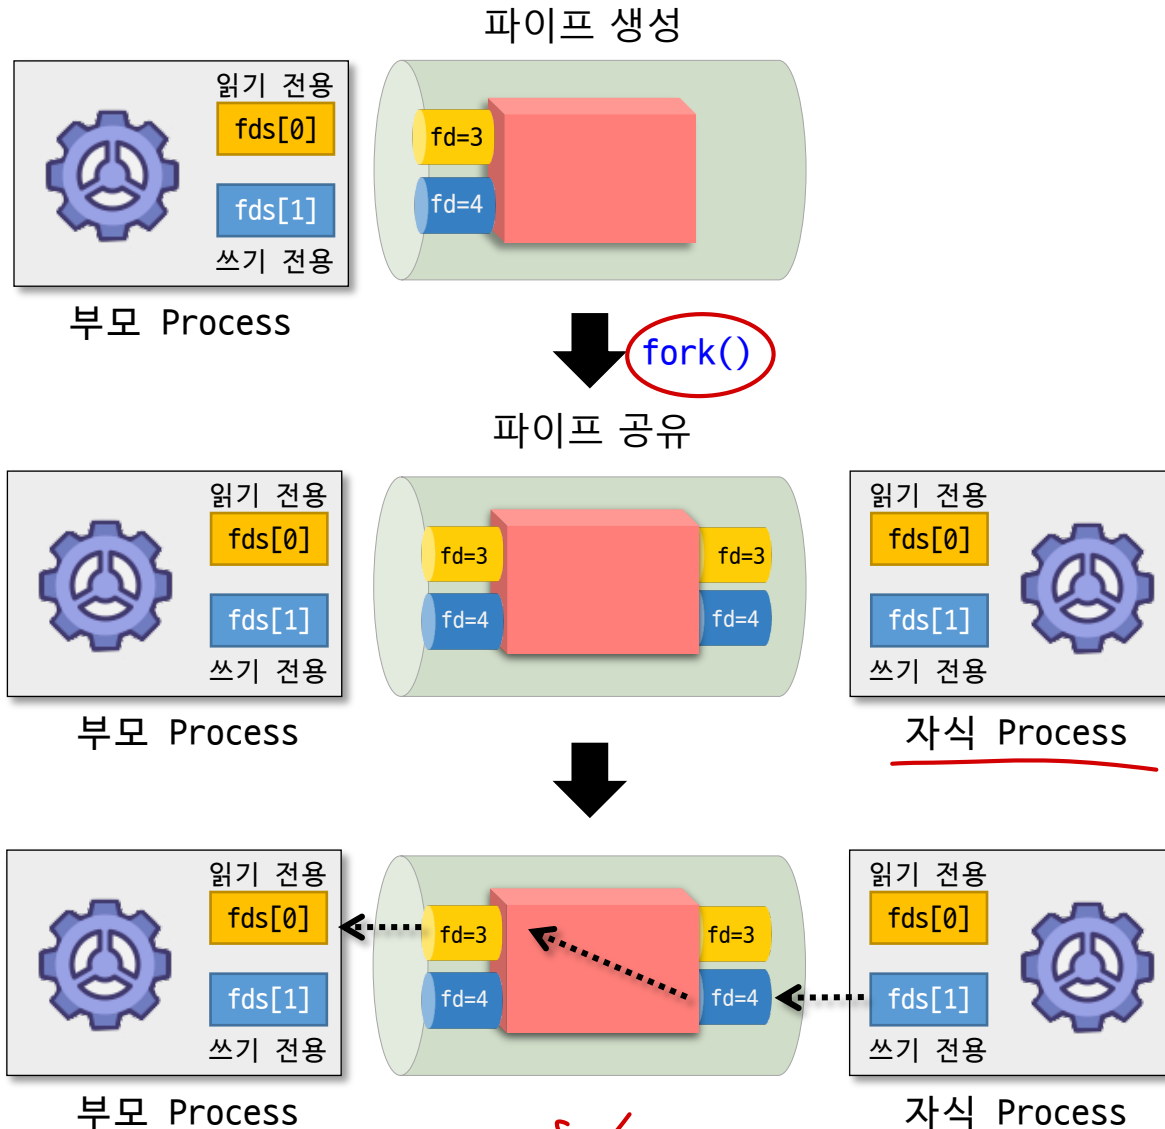 파이프 생성
읽기 전용
fds[0]
fds[1]
쓰기 전용
fd=3
fd=4
부모 Process
fork()
파이프 공유
읽기 전용
fds[0]
fds[1]
쓰기 전용
fd=3
fd=4
fd=3
fd=4
읽기 전용
fds[0]
fds[1]
쓰기 전용
부모 Process
자식 Process
읽기 전용
fds[0]
fds[1]
쓰기 전용
fd=3
fd=4
fd=3
fd=4
읽기 전용
fds[0]
fds[1]
쓰기 전용
부모 Process
자식 Process